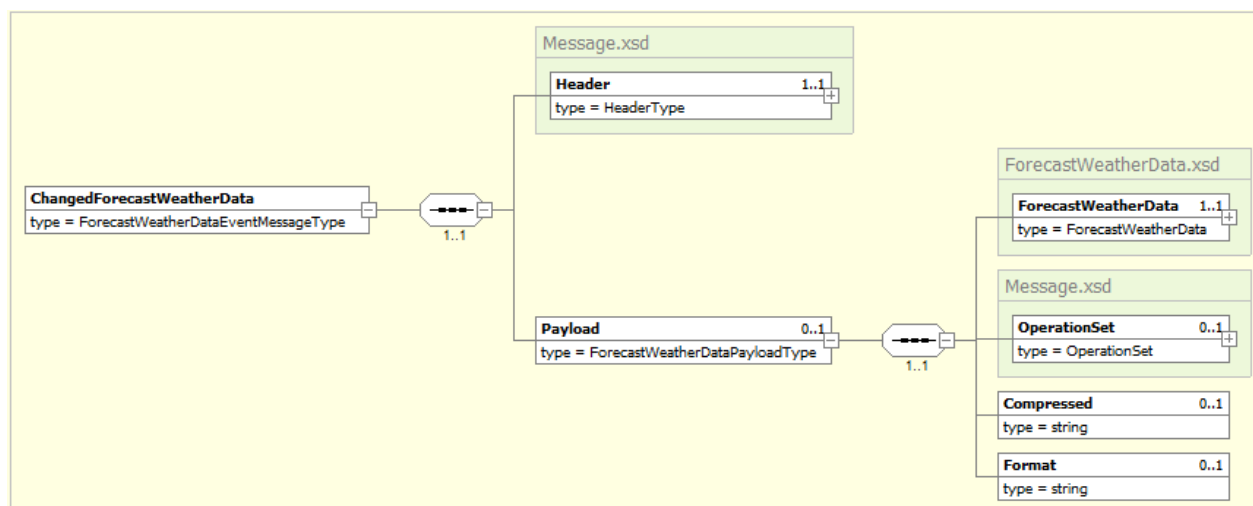 Message.xsd
Header 1..1
type = HeaderType
ChangedForecastWeatherData
type = ForecastWeatherDataEventMessageType
1..1
Payload 0..1
type = ForecastWeatherDataPayloadType
1..1
ForecastWeatherData.xsd
ForecastWeatherData 1..1
type = ForecastWeatherData
Message.xsd
OperationSet 0..1
type = OperationSet
Compressed 0..1
type = string
Format 0..1
type = string